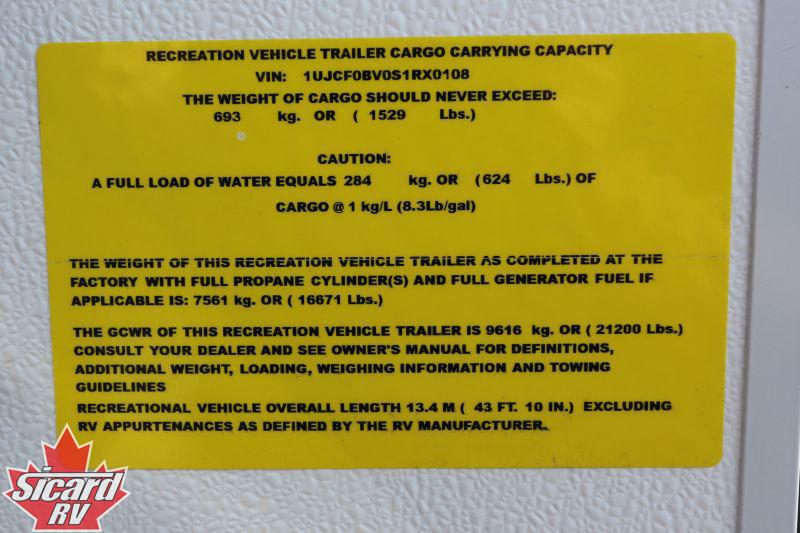 RECREATION VEHICLE TRAILER CARGO CARRYING CAPACITY
VIN: 1UJCF0BV0S1RX0108
THE WEIGHT OF CARGO SHOULD NEVER EXCEED:
693 kg. OR ( 1529 Lbs.)
CAUTION:
A FULL LOAD OF WATER EQUALS 284 kg. OR (624 Lbs.) OF
CARGO @ 1 kg/L (8.3Lb/gal)
THE WEIGHT OF THIS RECREATION VEHICLE TRAILER AS COMPLETED AT THE
FACTORY WITH FULL PROPANE CYLINDER(S) AND FULL GENERATOR FUEL IF
APPLICABLE IS: 7561 kg. OR ( 16671 Lbs.)
THE GCWR OF THIS RECREATION VEHICLE TRAILER IS 9616 kg. OR ( 21200 Lbs.)
CONSULT YOUR DEALER AND SEE OWNER'S MANUAL FOR DEFINITIONS,
ADDITIONAL WEIGHT, LOADING, WEIGHING INFORMATION AND TOWING
GUIDELINES
RECREATIONAL VEHICLE OVERALL LENGTH 13.4 M ( 43 FT. 10 IN.) EXCLUDING
RV APPURTENANCES AS DEFINED BY THE RV MANUFACTURER.
Sicard
RV